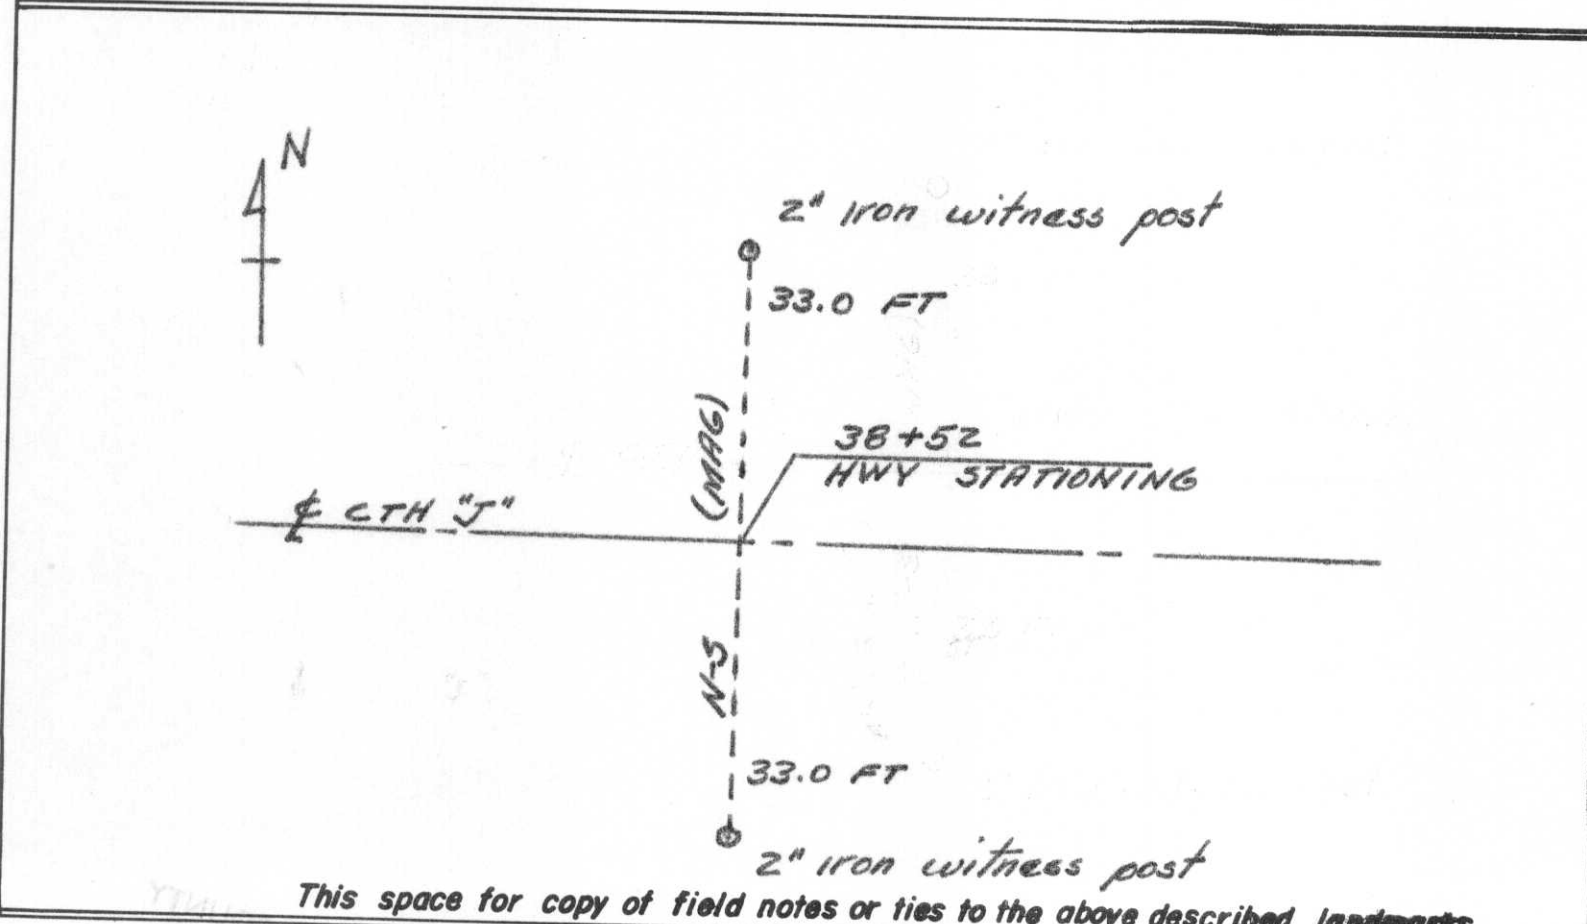 N
2" Iron witness post
33.0 FT
(MAG)
38+52
HWY STATIONING
℄ CTH "J"
N-S
33.0 FT
2" Iron witness post
This space for copy of field notes or ties to the above described landmarks